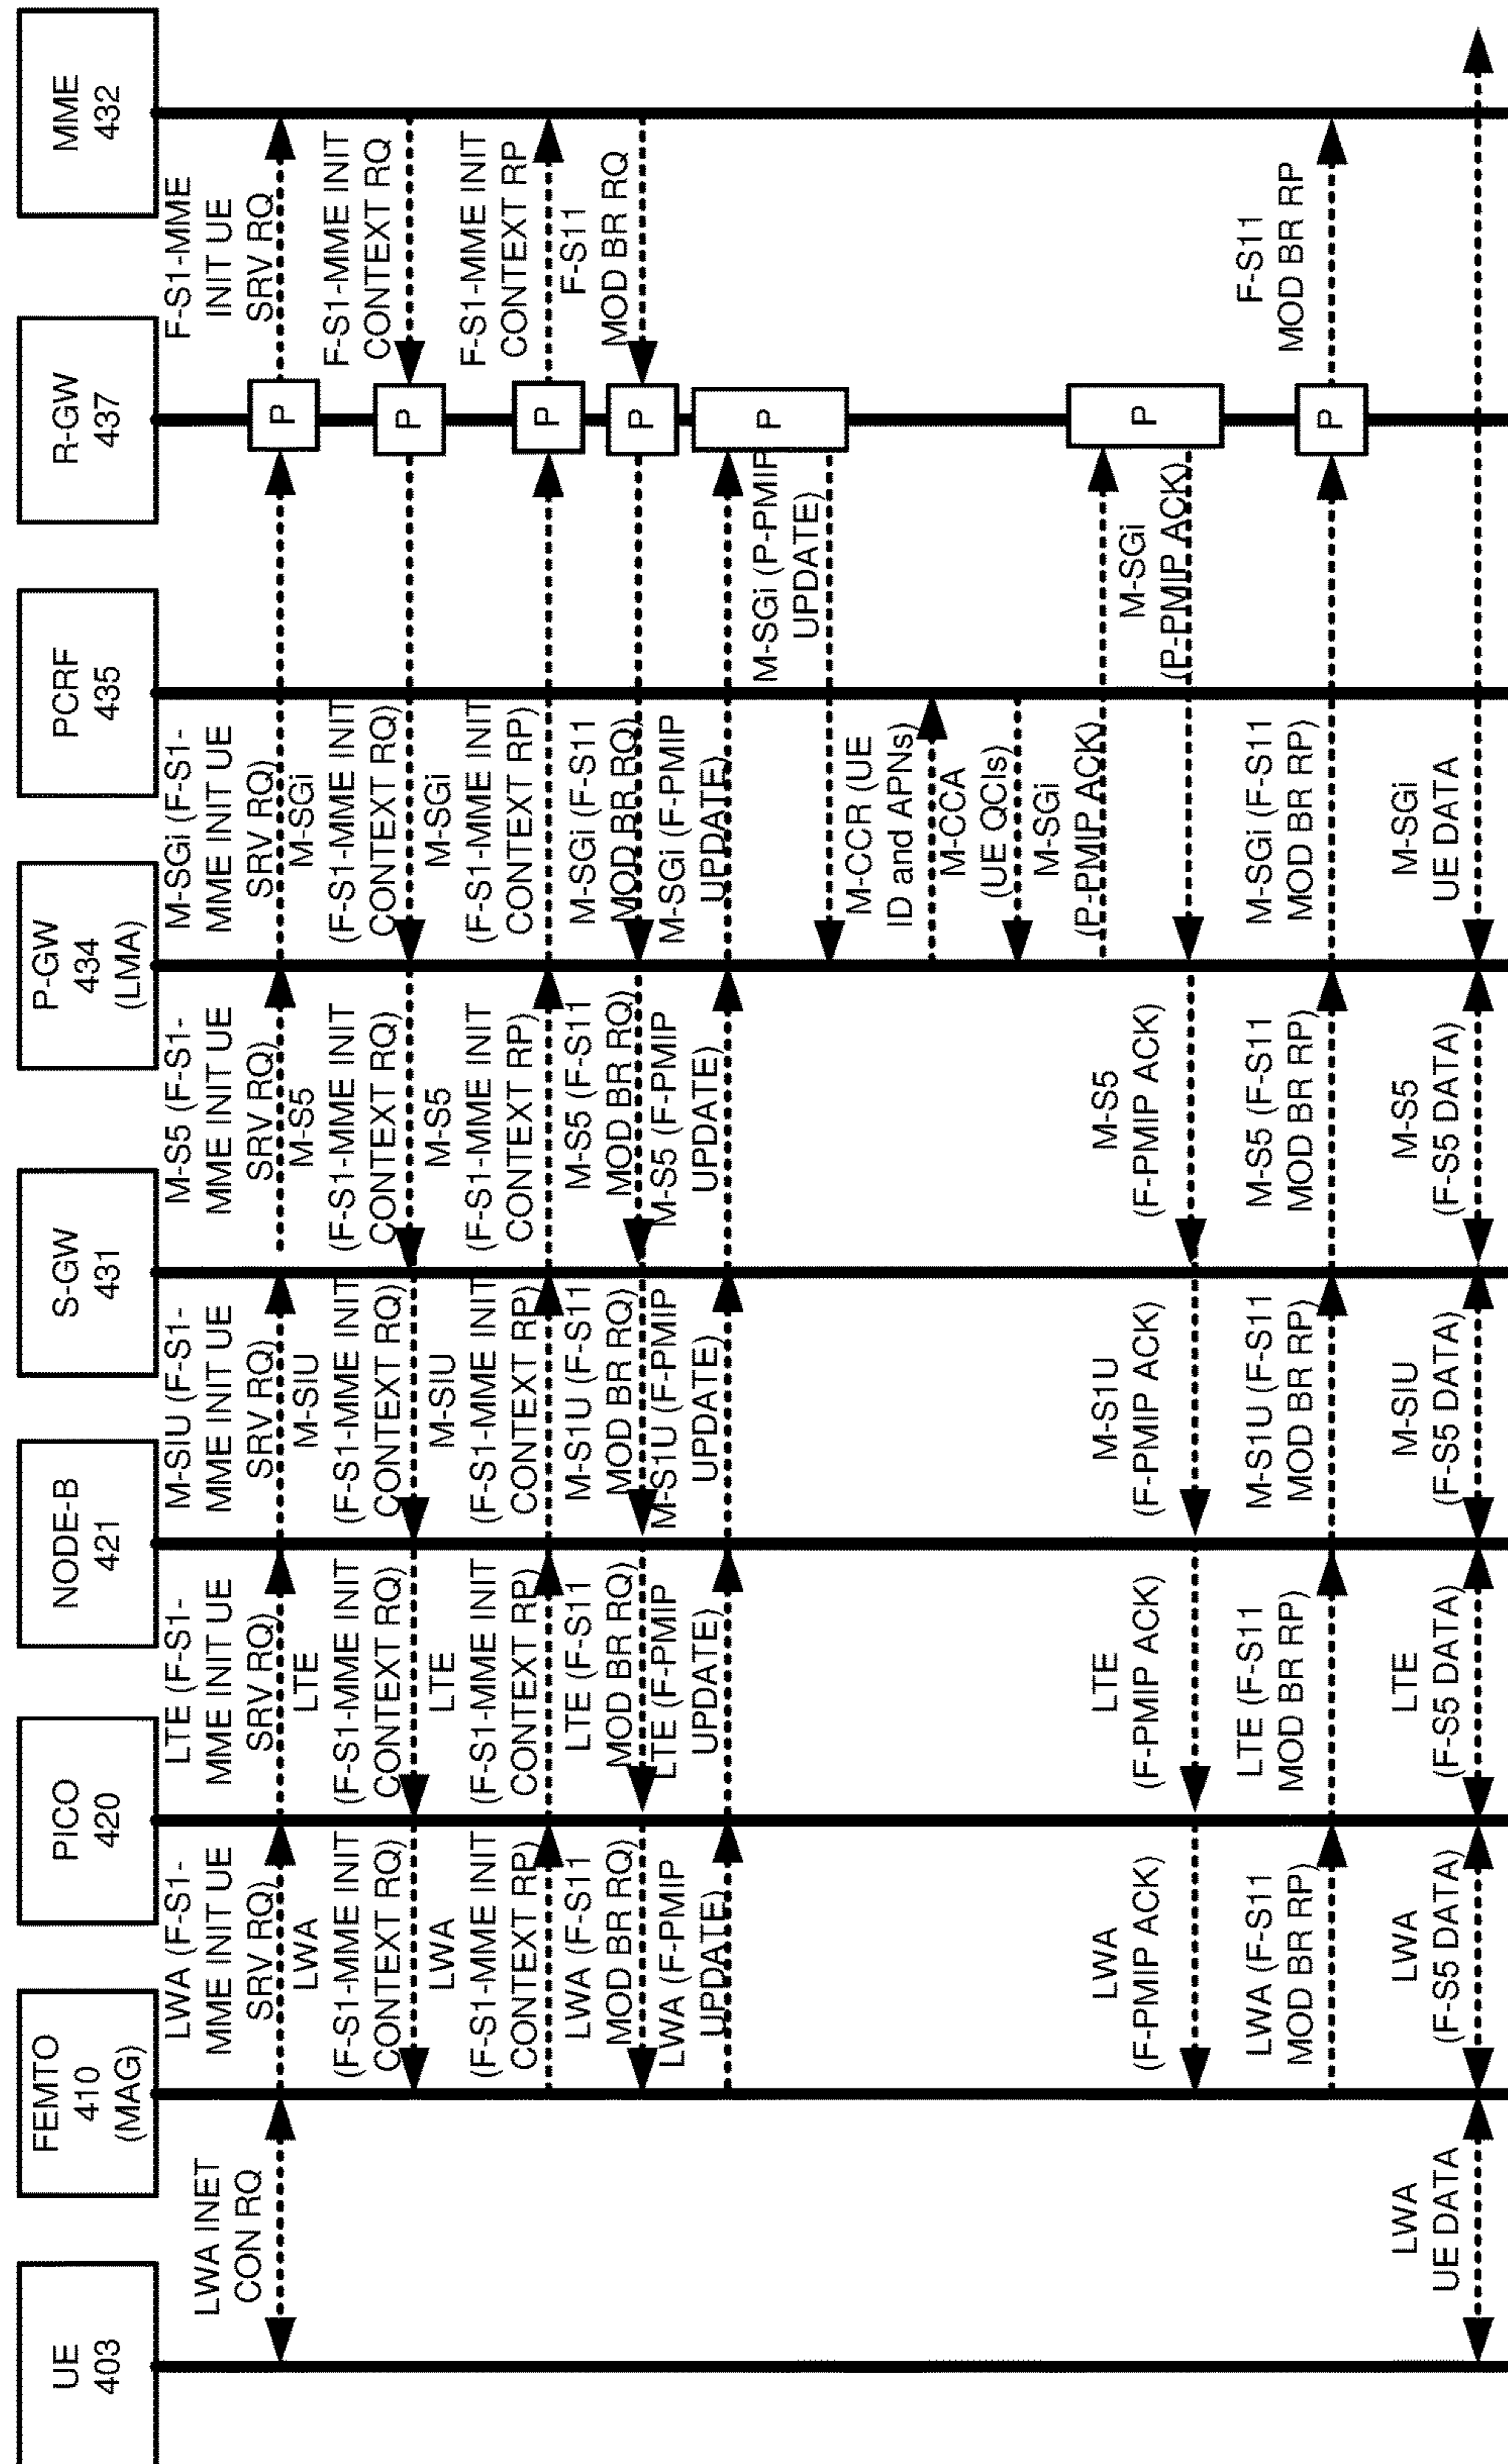 UE
403
FEMTO
410
(MAG)
PICO
420
NODE-B
421
S-GW
431
P-GW
434
(LMA)
PCRF
435
R-GW
437
MME
432
LWA INET
CON RQ
LWA (F-S1-
MME INIT UE
SRV RQ)
LTE (F-S1-
MME INIT UE
SRV RQ)
M-SIU (F-S1-
MME INIT UE
SRV RQ)
M-S5 (F-S1-
MME INIT UE
SRV RQ)
M-SGi (F-S1-
MME INIT UE
SRV RQ)
P
F-S1-MME
INIT UE
SRV RQ
LWA
(F-S1-MME INIT
CONTEXT RQ)
LTE
(F-S1-MME INIT
CONTEXT RQ)
M-SIU
(F-S1-MME INIT
CONTEXT RQ)
M-S5
(F-S1-MME INIT
CONTEXT RQ)
M-SGi
(F-S1-MME INIT
CONTEXT RQ)
P
F-S1-MME INIT
CONTEXT RQ
LWA
(F-S1-MME INIT
CONTEXT RP)
LTE
(F-S1-MME INIT
CONTEXT RP)
M-SIU
(F-S1-MME INIT
CONTEXT RP)
M-S5
(F-S1-MME INIT
CONTEXT RP)
M-SGi
(F-S1-MME INIT
CONTEXT RP)
P
F-S1-MME INIT
CONTEXT RP
LWA (F-S11
MOD BR RQ)
LTE (F-S11
MOD BR RQ)
M-S1U (F-S11
MOD BR RQ)
M-S5 (F-S11
MOD BR RQ)
M-SGi (F-S11
MOD BR RQ)
P
F-S11
MOD BR RQ
LWA (F-PMIP
UPDATE)
LTE (F-PMIP
UPDATE)
M-S1U (F-PMIP
UPDATE)
M-S5 (F-PMIP
UPDATE)
M-SGi (F-PMIP
UPDATE)
P
M-SGi (P-PMIP
UPDATE)
M-CCR (UE
ID and APNs)
M-CCA
(UE QCIs)
M-SGi
(P-PMIP ACK)
P
LWA
(F-PMIP ACK)
LTE
(F-PMIP ACK)
M-S1U
(F-PMIP ACK)
M-S5
(F-PMIP ACK)
M-SGi
(P-PMIP ACK)
LWA (F-S11
MOD BR RP)
LTE (F-S11
MOD BR RP)
M-S1U (F-S11
MOD BR RP)
M-S5 (F-S11
MOD BR RP)
M-SGi (F-S11
MOD BR RP)
P
F-S11
MOD BR RP
LWA
UE DATA
LWA
(F-S5 DATA)
LTE
(F-S5 DATA)
M-SIU
(F-S5 DATA)
M-S5
(F-S5 DATA)
M-SGi
UE DATA